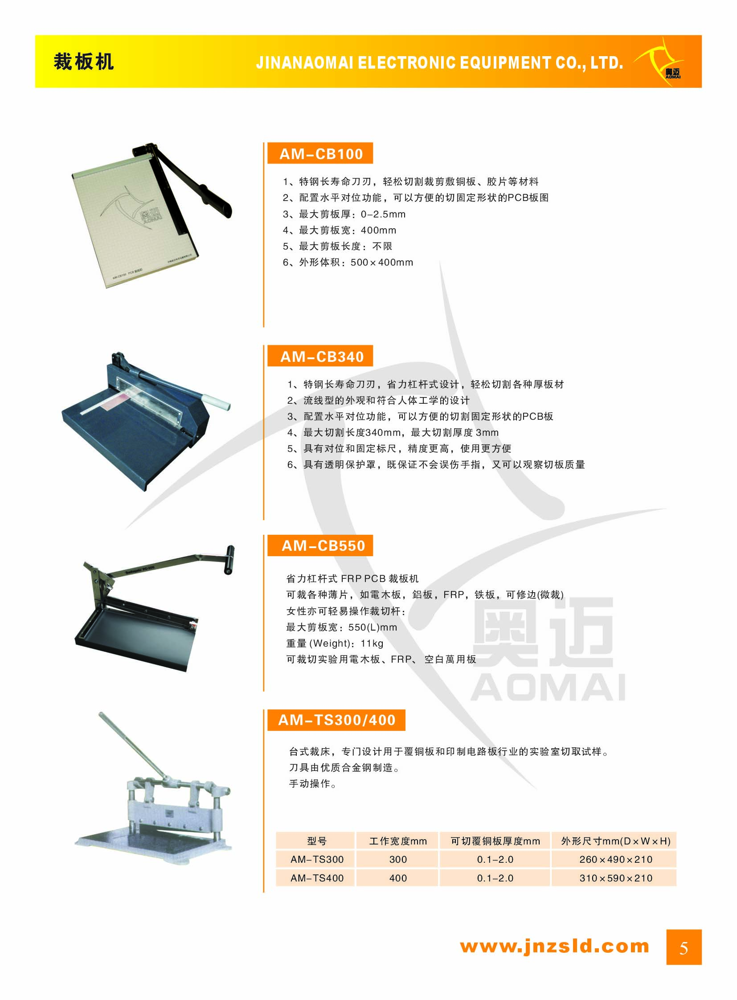 裁板机
JINANAOMAI ELECTRONIC EQUIPMENT CO., LTD.
奥迈
AOMAI
AM-CB100
1、特钢长寿命刀刃，轻松切割裁剪敷铜板、胶片等材料
2、配置水平对位功能，可以方便的切固定形状的PCB板图
3、最大剪板厚：0-2.5mm
4、最大剪板宽：400mm
5、最大剪板长度：不限
6、外形体积：500×400mm
奥迈
AOMAI
AM-CB100 PCB 裁板机
AM-CB340
1、特钢长寿命刀刃，省力杠杆式设计，轻松切割各种厚板材
2、流线型的外观和符合人体工学的设计
3、配置水平对位功能，可以方便的切割固定形状的PCB板
4、最大切割长度340mm，最大切割厚度3mm
5、具有对位和固定标尺，精度更高，使用更方便
6、具有透明保护罩，既保证不会误伤手指，又可以观察切板质量
AM-CB550
省力杠杆式 FRP PCB 裁板机
可裁各种薄片，如電木板，鋁板，FRP，铁板，可修边(微裁)
女性亦可轻易操作裁切杆：
最大剪板宽：550(L)mm
重量 (Weight)：11kg
可裁切实验用電木板、FRP、 空白萬用板
奥迈
AOMAI
AM-TS300/400
台式裁床，专门设计用于覆铜板和印制电路板行业的实验室切取试样。
刀具由优质合金钢制造。
手动操作。
型号 工作宽度mm 可切覆铜板厚度mm 外形尺寸mm(D×W×H)
AM-TS300 300 0.1-2.0 260×490×210
AM-TS400 400 0.1-2.0 310×590×210
www.jnzsld.com
5